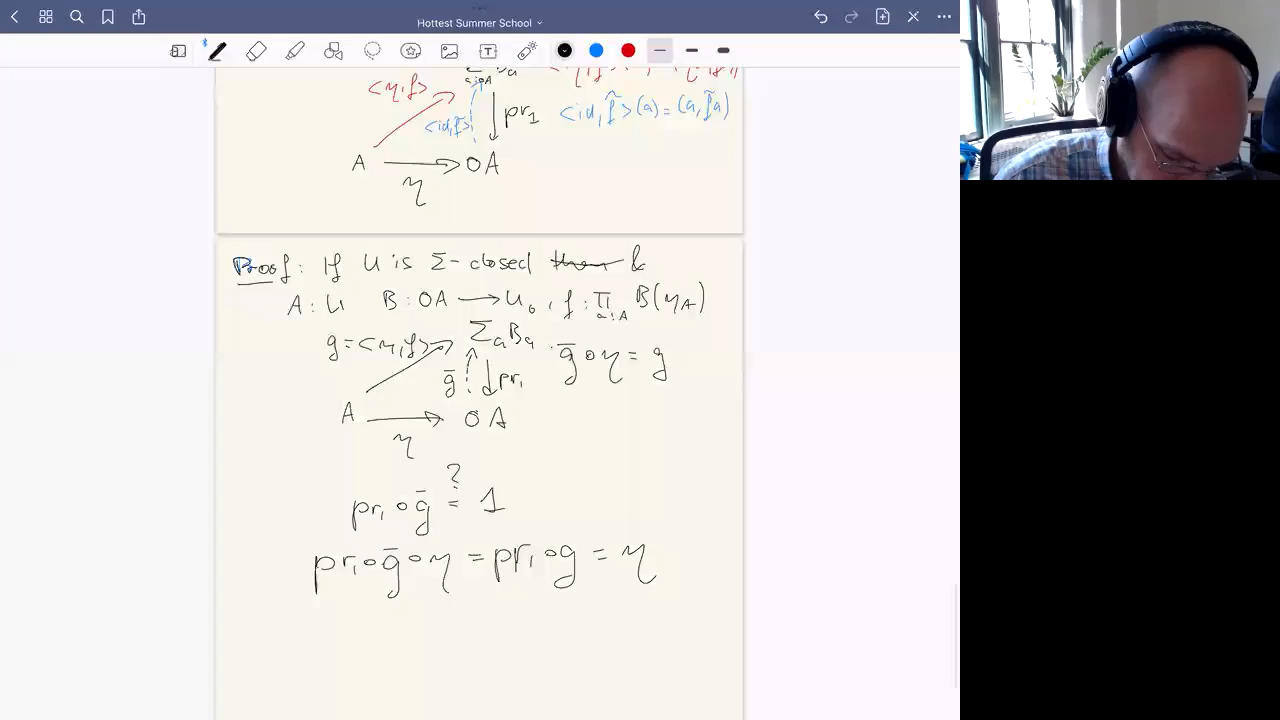 Hottest Summer School
<η,f>
<id,f̃>
pr₁
<id, f̃>(a) = (a, f̃a)
A → OA
η
Proof: If U is Σ-closed then &
A : U B : OA → U₀, f : Π_{a:A} B(η_A)
g = <η,f> Σ_a B_a . ḡ∘η = g
ḡ pr₁
A → OA
η
?
pr₁ ∘ ḡ = 1
pr₁∘ḡ∘η = pr₁∘g = η